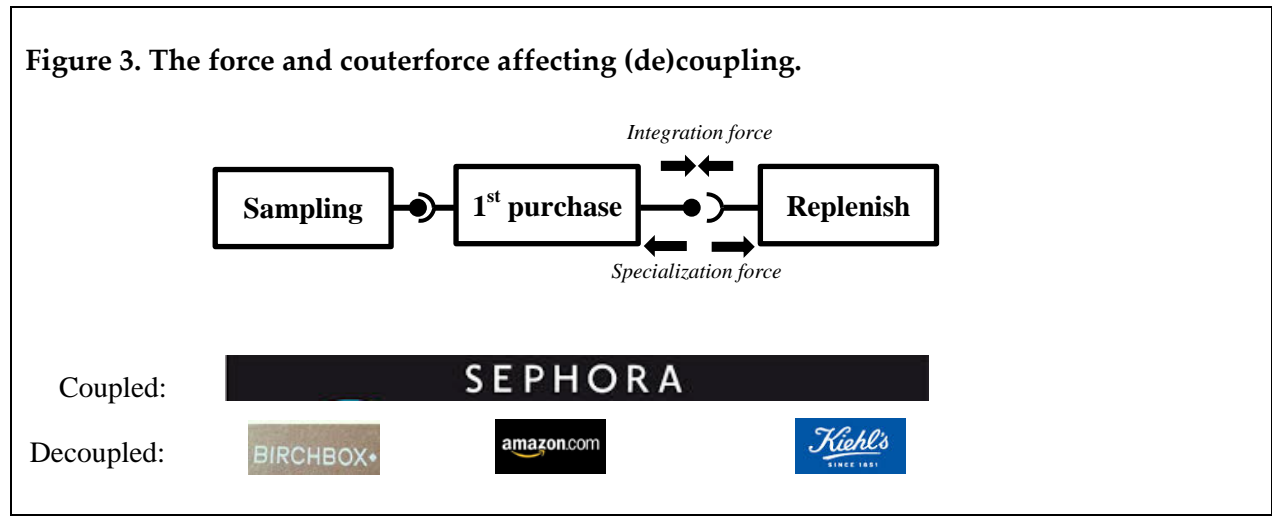 Figure 3. The force and couterforce affecting (de)coupling.
Integration force
Sampling
1st purchase
Replenish
Specialization force
Coupled:
SEPHORA
Decoupled:
BIRCHBOX
amazon.com
Kiehl's
SINCE 1851